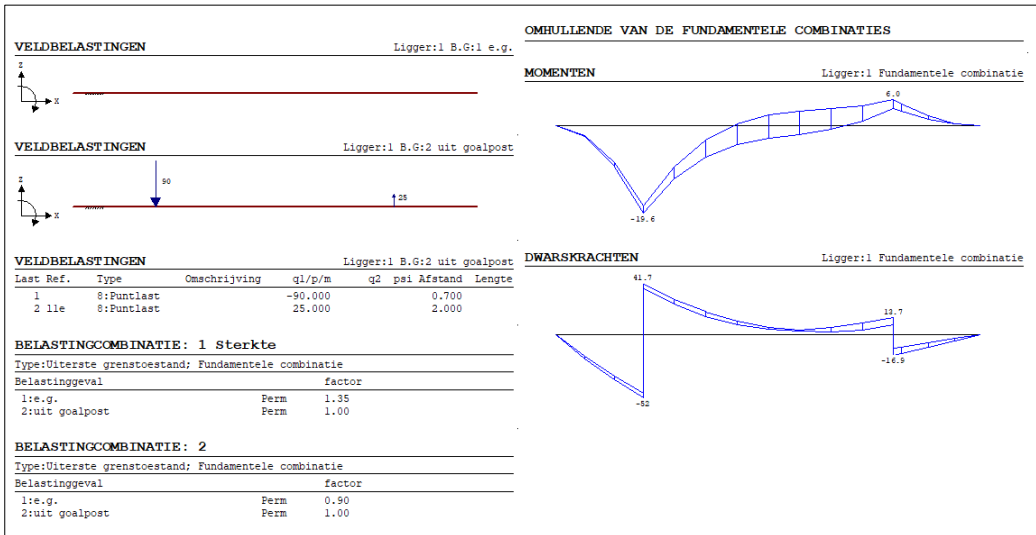 VELDBELASTINGEN Ligger:1 B.G:1 e.g.
Z
X
VELDBELASTINGEN Ligger:1 B.G:2 uit goalpost
90
25
Z
X
VELDBELASTINGEN Ligger:1 B.G:2 uit goalpost
Last Ref. Type Omschrijving q1/p/m q2 psi Afstand Lengte
1 8:Puntlast -90.000 0.700
2 11e 8:Puntlast 25.000 2.000
BELASTINGCOMBINATIE: 1 Sterkte
Type:Uiterste grenstoestand; Fundamentele combinatie
Belastinggeval factor
1:e.g. Perm 1.35
2:uit goalpost Perm 1.00
BELASTINGCOMBINATIE: 2
Type:Uiterste grenstoestand; Fundamentele combinatie
Belastinggeval factor
1:e.g. Perm 0.90
2:uit goalpost Perm 1.00
OMHULLENDE VAN DE FUNDAMENTELE COMBINATIES
MOMENTEN Ligger:1 Fundamentele combinatie
6.0
-19.6
DWARSKRACHTEN Ligger:1 Fundamentele combinatie
41.7
13.7
-16.9
-52